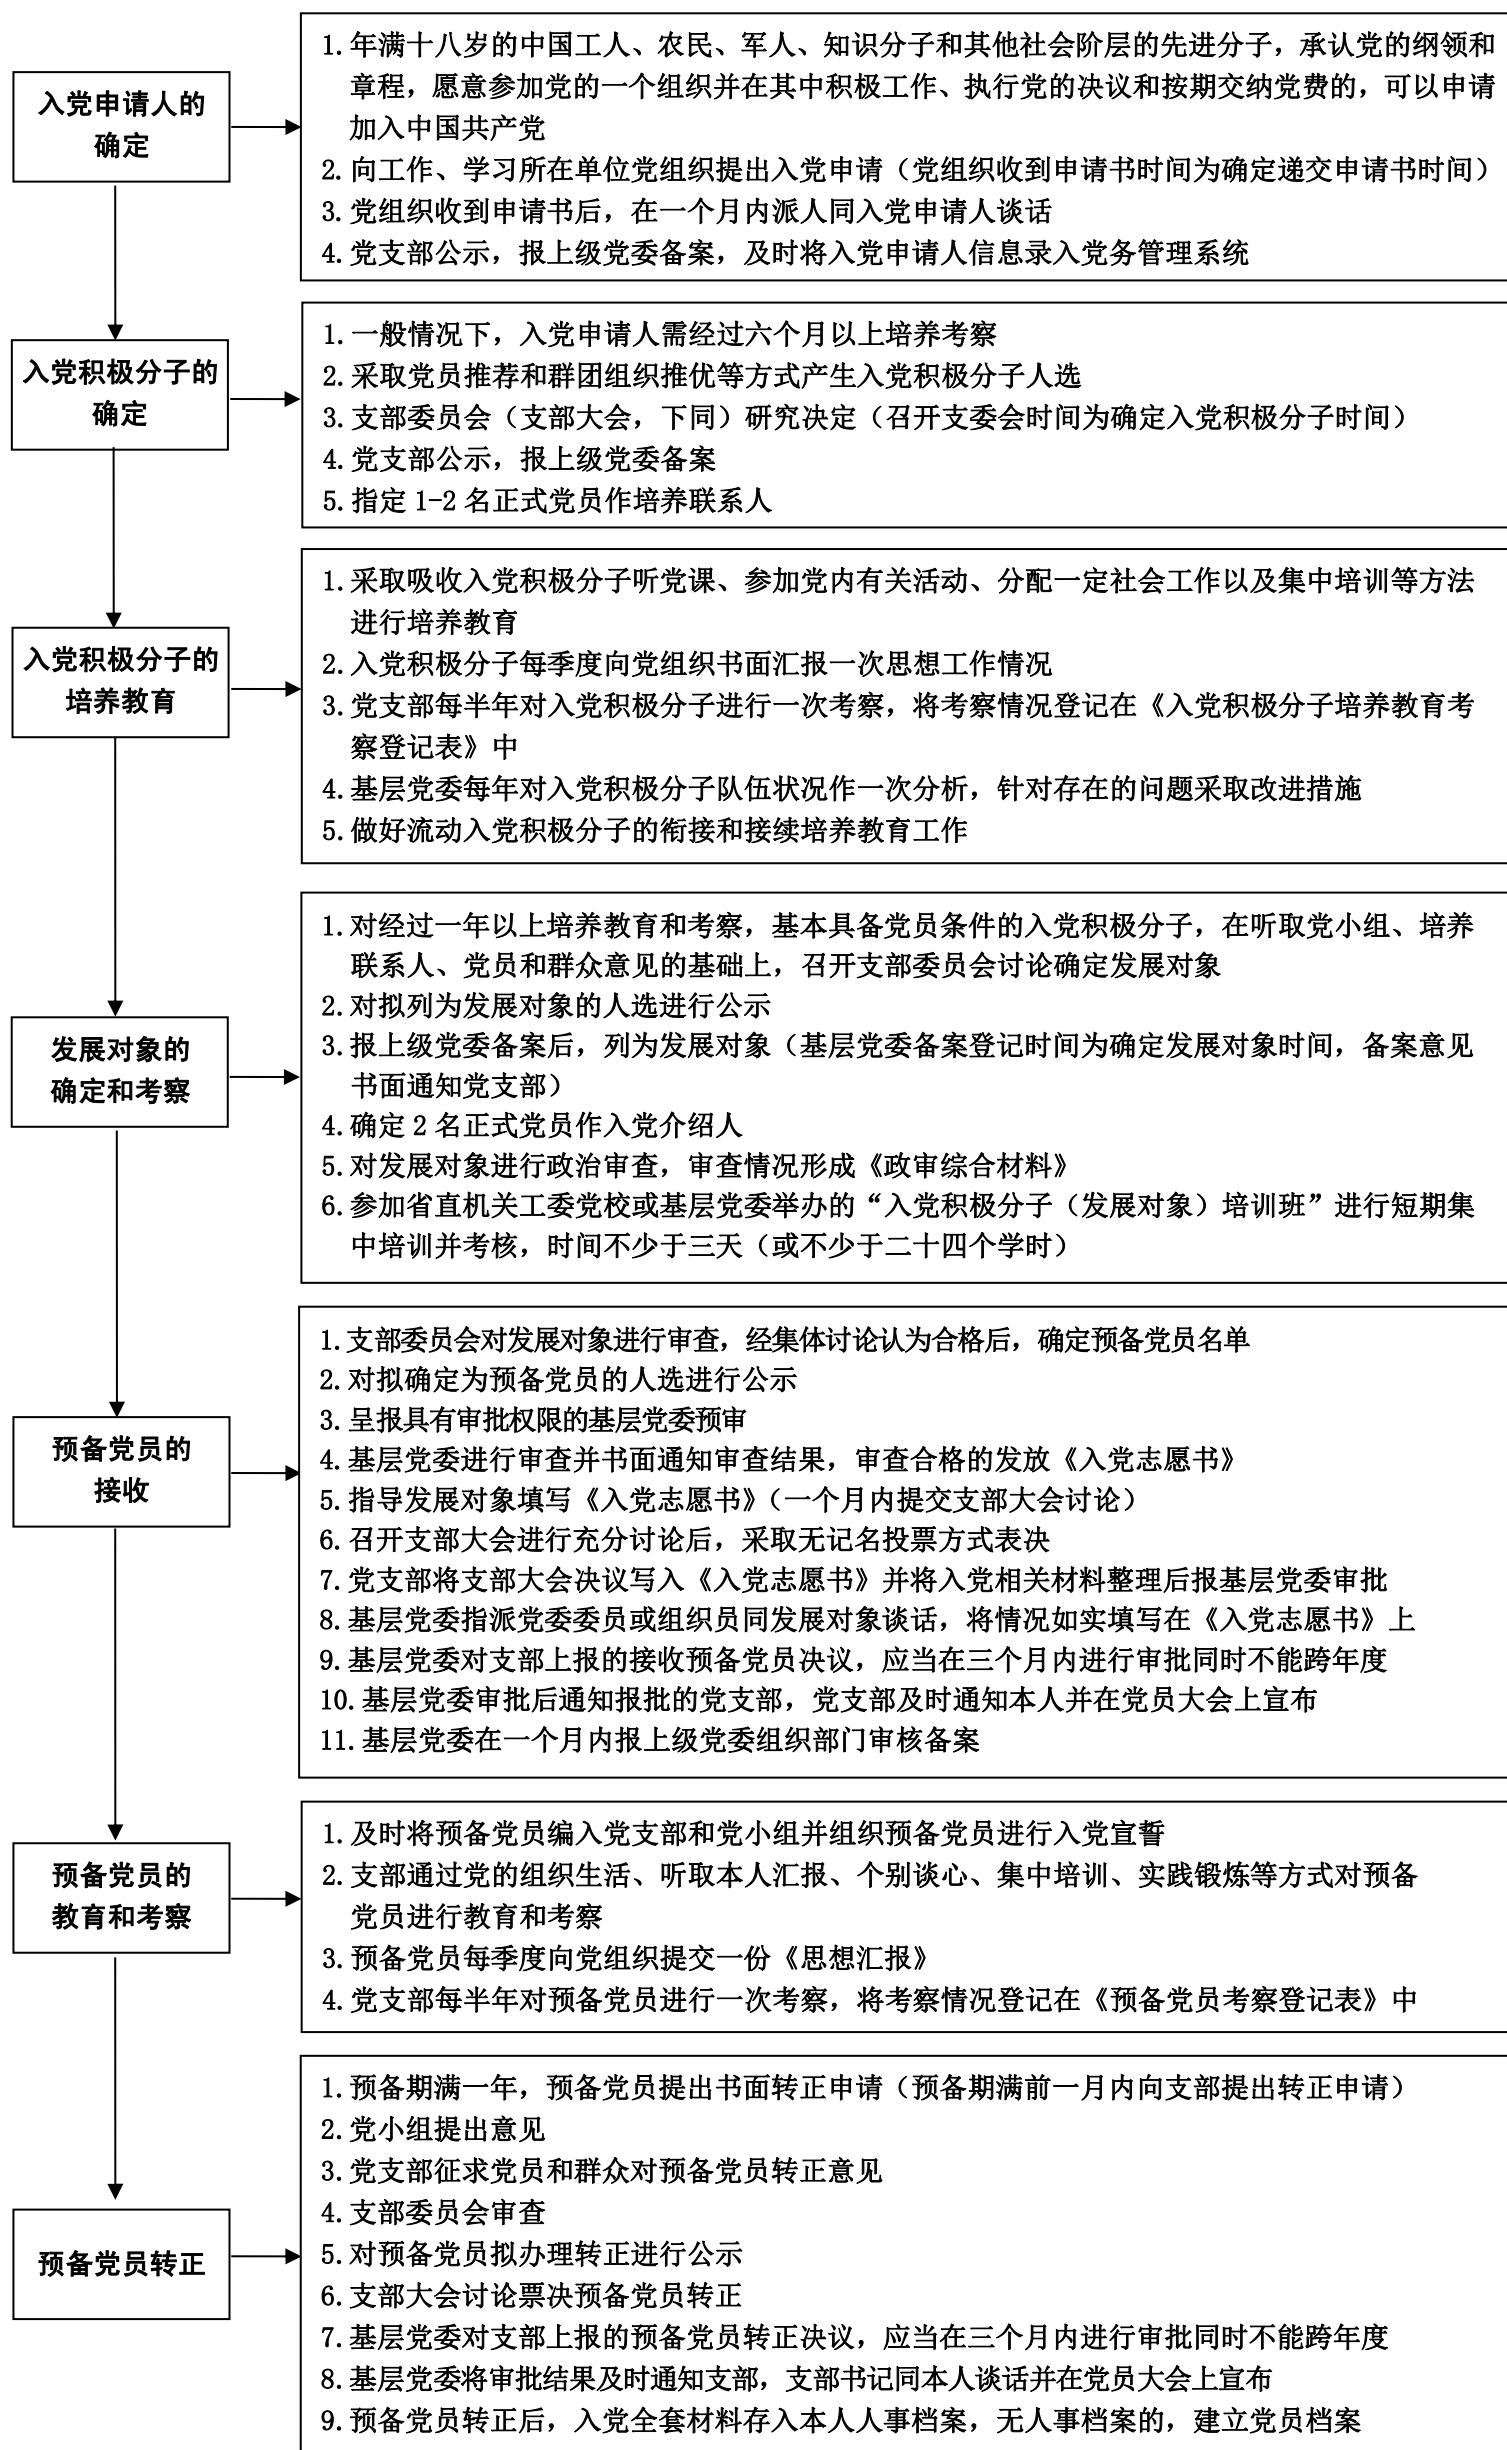 入党申请人的
确定
1.年满十八岁的中国工人、农民、军人、知识分子和其他社会阶层的先进分子，承认党的纲领和
章程，愿意参加党的一个组织并在其中积极工作、执行党的决议和按期交纳党费的，可以申请
加入中国共产党
2.向工作、学习所在单位党组织提出入党申请（党组织收到申请书时间为确定递交申请书时间）
3.党组织收到申请书后，在一个月内派人同入党申请人谈话
4.党支部公示，报上级党委备案，及时将入党申请人信息录入党务管理系统
入党积极分子的
确定
1.一般情况下，入党申请人需经过六个月以上培养考察
2.采取党员推荐和群团组织推优等方式产生入党积极分子人选
3.支部委员会（支部大会，下同）研究决定（召开支委会时间为确定入党积极分子时间）
4.党支部公示，报上级党委备案
5.指定 1-2 名正式党员作培养联系人
入党积极分子的
培养教育
1.采取吸收入党积极分子听党课、参加党内有关活动、分配一定社会工作以及集中培训等方法
进行培养教育
2.入党积极分子每季度向党组织书面汇报一次思想工作情况
3.党支部每半年对入党积极分子进行一次考察，将考察情况登记在《入党积极分子培养教育考
察登记表》中
4.基层党委每年对入党积极分子队伍状况作一次分析，针对存在的问题采取改进措施
5.做好流动入党积极分子的衔接和接续培养教育工作
发展对象的
确定和考察
1.对经过一年以上培养教育和考察，基本具备党员条件的入党积极分子，在听取党小组、培养
联系人、党员和群众意见的基础上，召开支部委员会讨论确定发展对象
2.对拟列为发展对象的人选进行公示
3.报上级党委备案后，列为发展对象（基层党委备案登记时间为确定发展对象时间，备案意见
书面通知党支部）
4.确定 2 名正式党员作入党介绍人
5.对发展对象进行政治审查，审查情况形成《政审综合材料》
6.参加省直机关工委党校或基层党委举办的“入党积极分子（发展对象）培训班”进行短期集
中培训并考核，时间不少于三天（或不少于二十四个学时）
预备党员的
接收
1.支部委员会对发展对象进行审查，经集体讨论认为合格后，确定预备党员名单
2.对拟确定为预备党员的人选进行公示
3.呈报具有审批权限的基层党委预审
4.基层党委进行审查并书面通知审查结果，审查合格的发放《入党志愿书》
5.指导发展对象填写《入党志愿书》（一个月内提交支部大会讨论）
6.召开支部大会进行充分讨论后，采取无记名投票方式表决
7.党支部将支部大会决议写入《入党志愿书》并将入党相关材料整理后报基层党委审批
8.基层党委指派党委委员或组织员同发展对象谈话，将情况如实填写在《入党志愿书》上
9.基层党委对支部上报的接收预备党员决议，应当在三个月内进行审批同时不能跨年度
10.基层党委审批后通知报批的党支部，党支部及时通知本人并在党员大会上宣布
11.基层党委在一个月内报上级党委组织部门审核备案
预备党员的
教育和考察
1.及时将预备党员编入党支部和党小组并组织预备党员进行入党宣誓
2.支部通过党的组织生活、听取本人汇报、个别谈心、集中培训、实践锻炼等方式对预备
党员进行教育和考察
3.预备党员每季度向党组织提交一份《思想汇报》
4.党支部每半年对预备党员进行一次考察，将考察情况登记在《预备党员考察登记表》中
预备党员转正
1.预备期满一年，预备党员提出书面转正申请（预备期满前一月内向支部提出转正申请）
2.党小组提出意见
3.党支部征求党员和群众对预备党员转正意见
4.支部委员会审查
5.对预备党员拟办理转正进行公示
6.支部大会讨论票决预备党员转正
7.基层党委对支部上报的预备党员转正决议，应当在三个月内进行审批同时不能跨年度
8.基层党委将审批结果及时通知支部，支部书记同本人谈话并在党员大会上宣布
9.预备党员转正后，入党全套材料存入本人人事档案，无人事档案的，建立党员档案